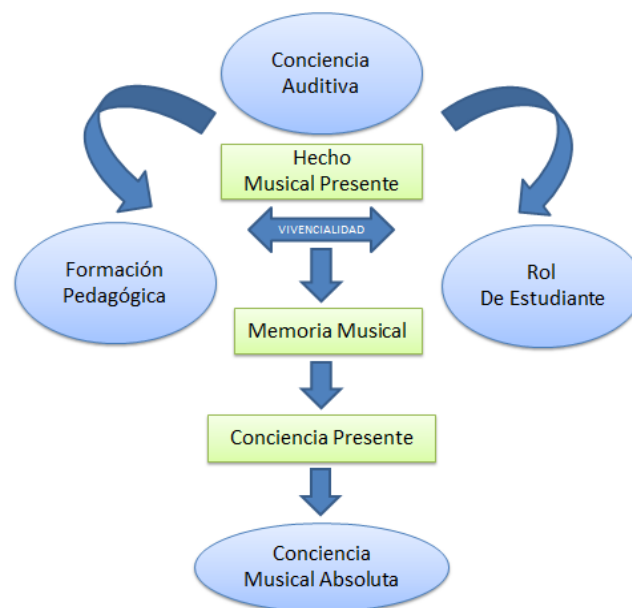 Conciencia
Auditiva
Hecho
Musical Presente
VIVENCIALIDAD
Formación
Pedagógica
Rol
De Estudiante
Memoria Musical
Conciencia Presente
Conciencia
Musical Absoluta